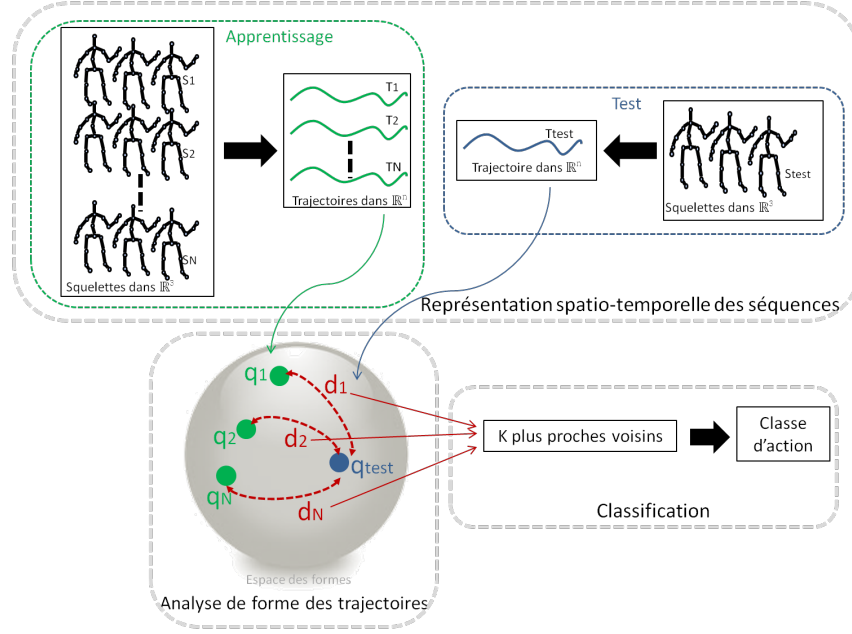 Apprentissage
S1
S2
SN
Squelettes dans ℝ³
T1
T2
TN
Trajectoires dans ℝⁿ
Test
Ttest
Trajectoire dans ℝⁿ
Stest
Squelettes dans ℝ³
Représentation spatio-temporelle des séquences
q1
d1
q2
d2
qtest
qN
dN
Espace des formes
Analyse de forme des trajectoires
K plus proches voisins
Classe
d'action
Classification